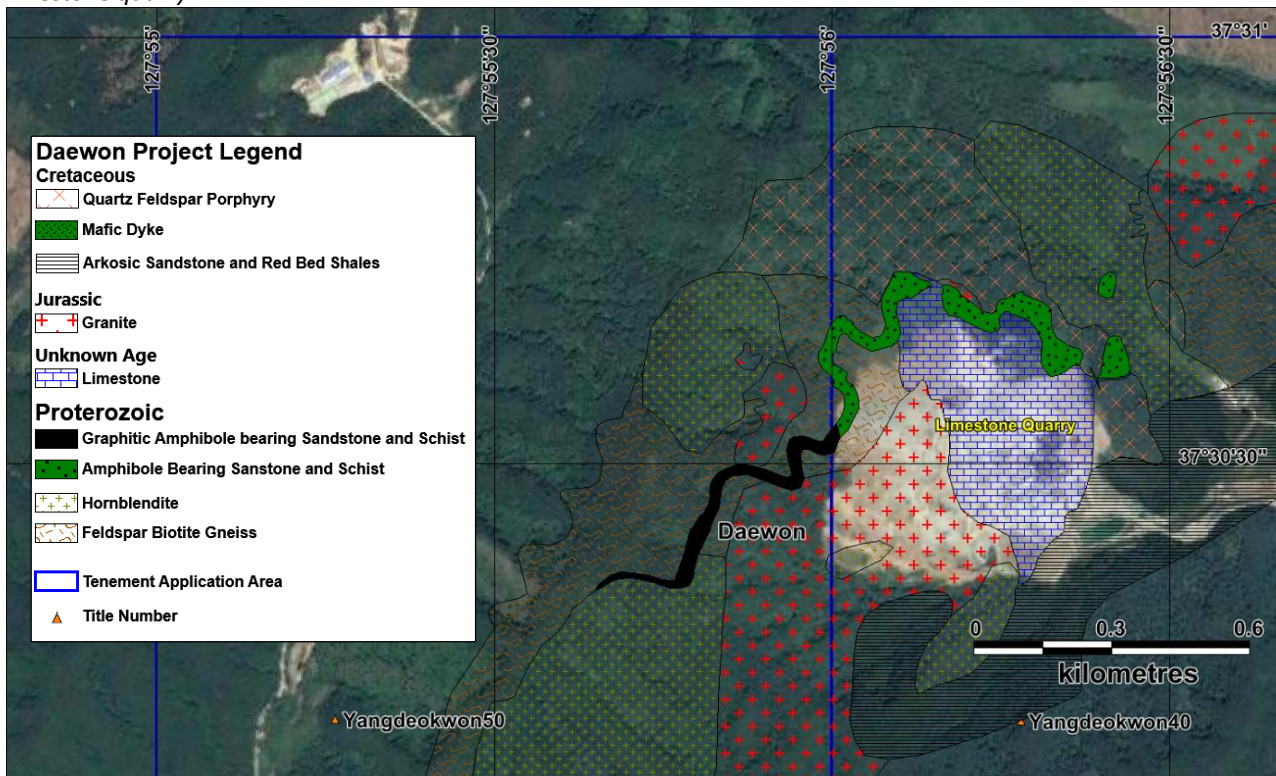 127°55'
127°55'30"
127°56'
127°56'30"
37°31'
Daewon Project Legend
Cretaceous
Quartz Feldspar Porphyry
Mafic Dyke
Arkosic Sandstone and Red Bed Shales
Jurassic
Granite
Unknown Age
Limestone
Proterozoic
Graphitic Amphibole bearing Sandstone and Schist
Amphibole Bearing Sanstone and Schist
Hornblendite
Feldspar Biotite Gneiss
Tenement Application Area
Title Number
Limestone Quarry
37°30'30"
Daewon
0 0.3 0.6
kilometres
Yangdeokwon50
Yangdeokwon40